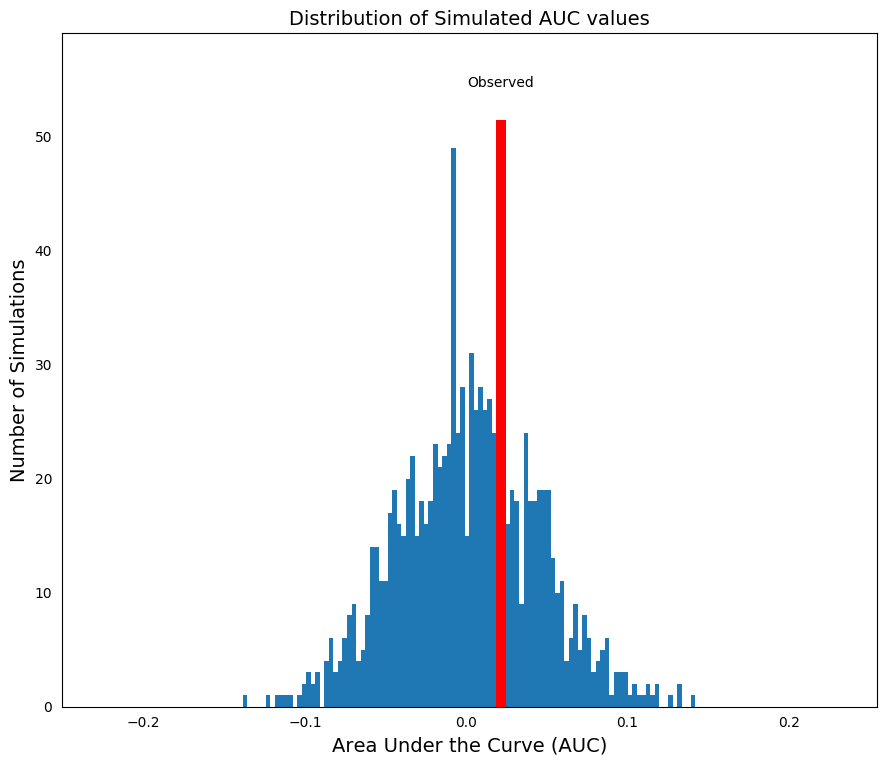 Distribution of Simulated AUC values
Observed
Number of Simulations
50
40
30
20
10
0
−0.2
−0.1
0.0
0.1
0.2
Area Under the Curve (AUC)